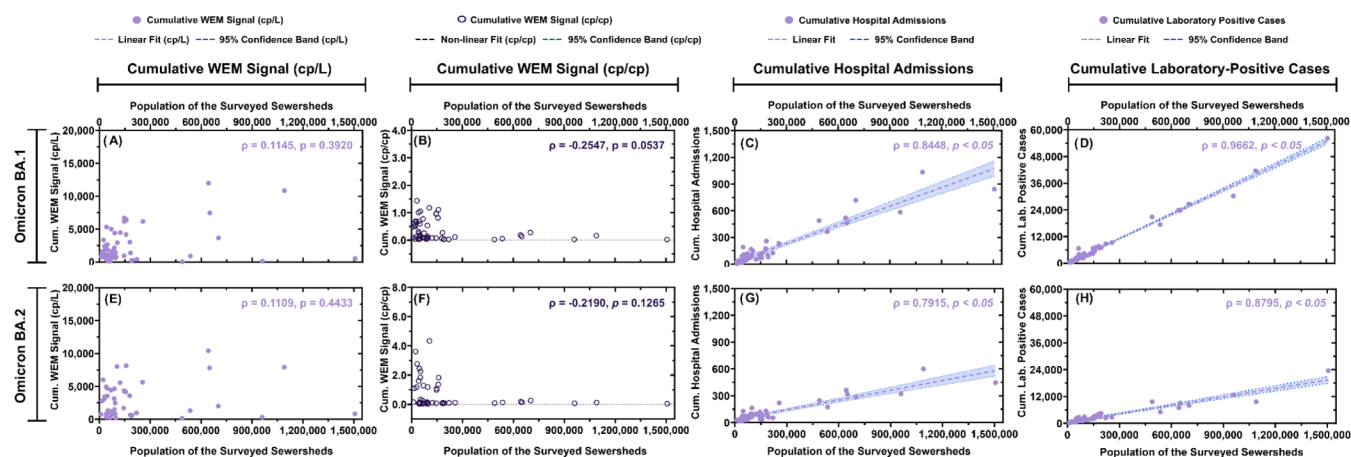 Cumulative WEM Signal (cp/L)
Linear Fit (cp/L) 95% Confidence Band (cp/L)
Cumulative WEM Signal (cp/cp)
Non-linear Fit (cp/cp) 95% Confidence Band (cp/cp)
Cumulative Hospital Admissions
Linear Fit 95% Confidence Band
Cumulative Laboratory Positive Cases
Linear Fit 95% Confidence Band
Cumulative WEM Signal (cp/L)
Cumulative WEM Signal (cp/cp)
Cumulative Hospital Admissions
Cumulative Laboratory-Positive Cases
Omicron BA.1
Population of the Surveyed Sewersheds
0 300,000 600,000 900,000 1,200,000 1,500,000
Cum. WEM Signal (cp/L)
20,000
15,000
10,000
5,000
0
(A)
ρ = 0.1145, p = 0.3920
Population of the Surveyed Sewersheds
0 300,000 600,000 900,000 1,200,000 1,500,000
Cum. WEM Signal (cp/cp)
4.0
3.0
2.0
1.0
0.0
(B)
ρ = -0.2547, p = 0.0537
Population of the Surveyed Sewersheds
0 300,000 600,000 900,000 1,200,000 1,500,000
Cum. Hospital Admissions
1,500
1,200
900
600
300
0
(C)
ρ = 0.8448, p < 0.05
Population of the Surveyed Sewersheds
0 300,000 600,000 900,000 1,200,000 1,500,000
Cum. Lab. Positive Cases
60,000
48,000
36,000
24,000
12,000
0
(D)
ρ = 0.9662, p < 0.05
Omicron BA.2
Cum. WEM Signal (cp/L)
20,000
15,000
10,000
5,000
0
(E)
ρ = 0.1109, p = 0.4433
0 300,000 600,000 900,000 1,200,000 1,500,000
Population of the Surveyed Sewersheds
Cum. WEM Signal (cp/cp)
8.0
6.0
4.0
2.0
0.0
(F)
ρ = -0.2190, p = 0.1265
0 300,000 600,000 900,000 1,200,000 1,500,000
Population of the Surveyed Sewersheds
Cum. Hospital Admissions
1,500
1,200
900
600
300
0
(G)
ρ = 0.7915, p < 0.05
0 300,000 600,000 900,000 1,200,000 1,500,000
Population of the Surveyed Sewersheds
Cum. Lab. Positive Cases
60,000
48,000
36,000
24,000
12,000
0
(H)
ρ = 0.8795, p < 0.05
0 300,000 600,000 900,000 1,200,000 1,500,000
Population of the Surveyed Sewersheds